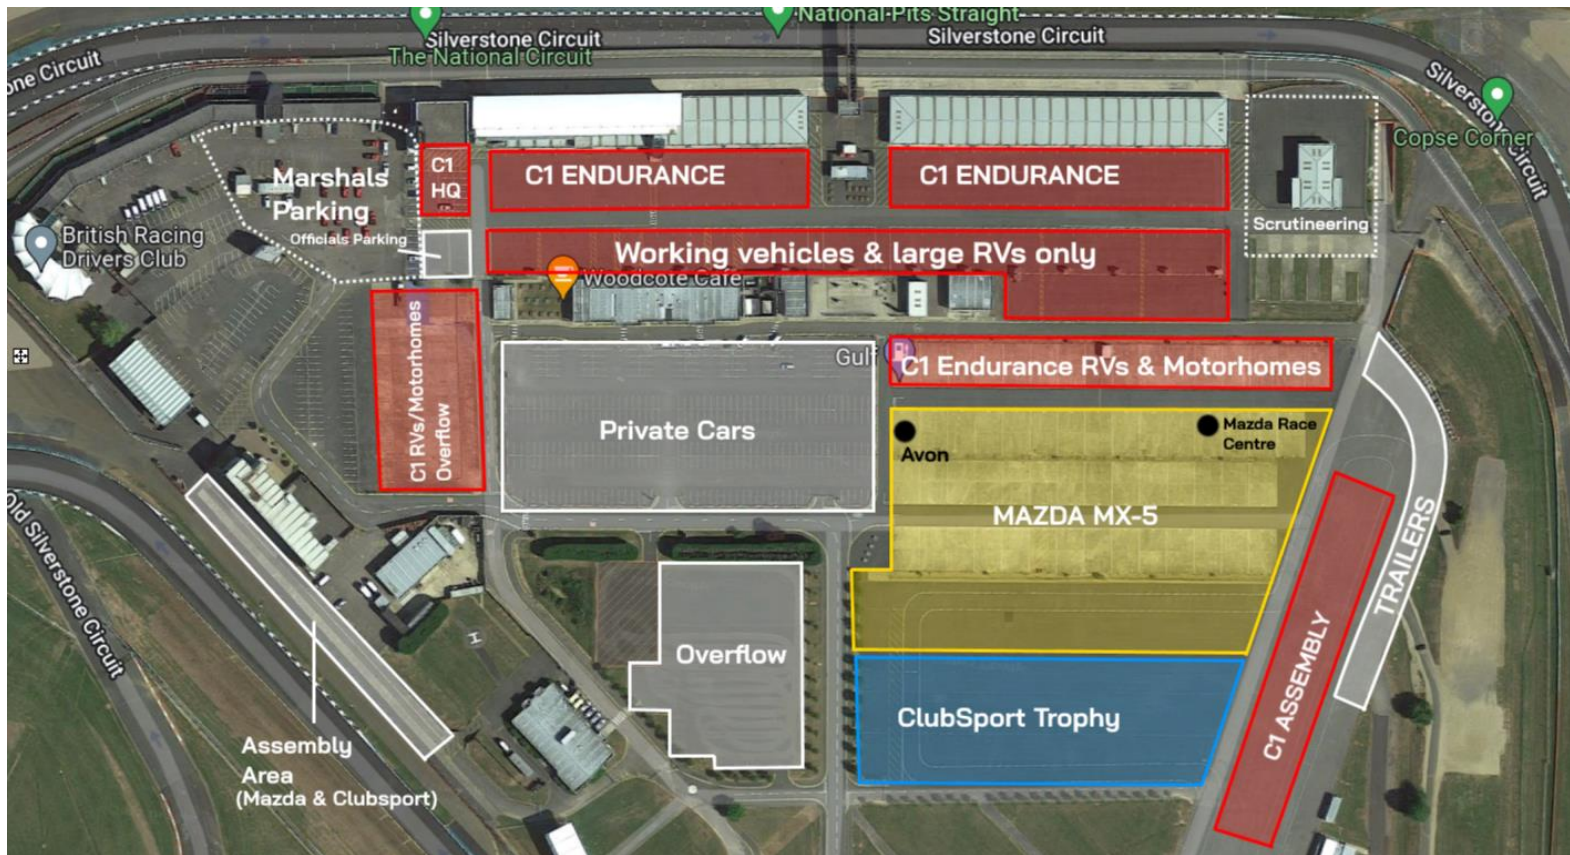 National Pits Straight
Silverstone Circuit
The National Circuit
Silverstone Circuit
one Circuit
Silverstone Circuit
Copse Corner
Marshals
Parking
Officials Parking
C1
HQ
C1 ENDURANCE
C1 ENDURANCE
Scrutineering
British Racing
Drivers Club
Working vehicles & large RVs only
Woodcote Cafe
C1 RVs/Motorhomes
Overflow
Gulf
C1 Endurance RVs & Motorhomes
Private Cars
Avon
Mazda Race
Centre
MAZDA MX-5
TRAILERS
Old Silverstone Circuit
H
Overflow
ClubSport Trophy
C1 ASSEMBLY
Assembly
Area
(Mazda & Clubsport)